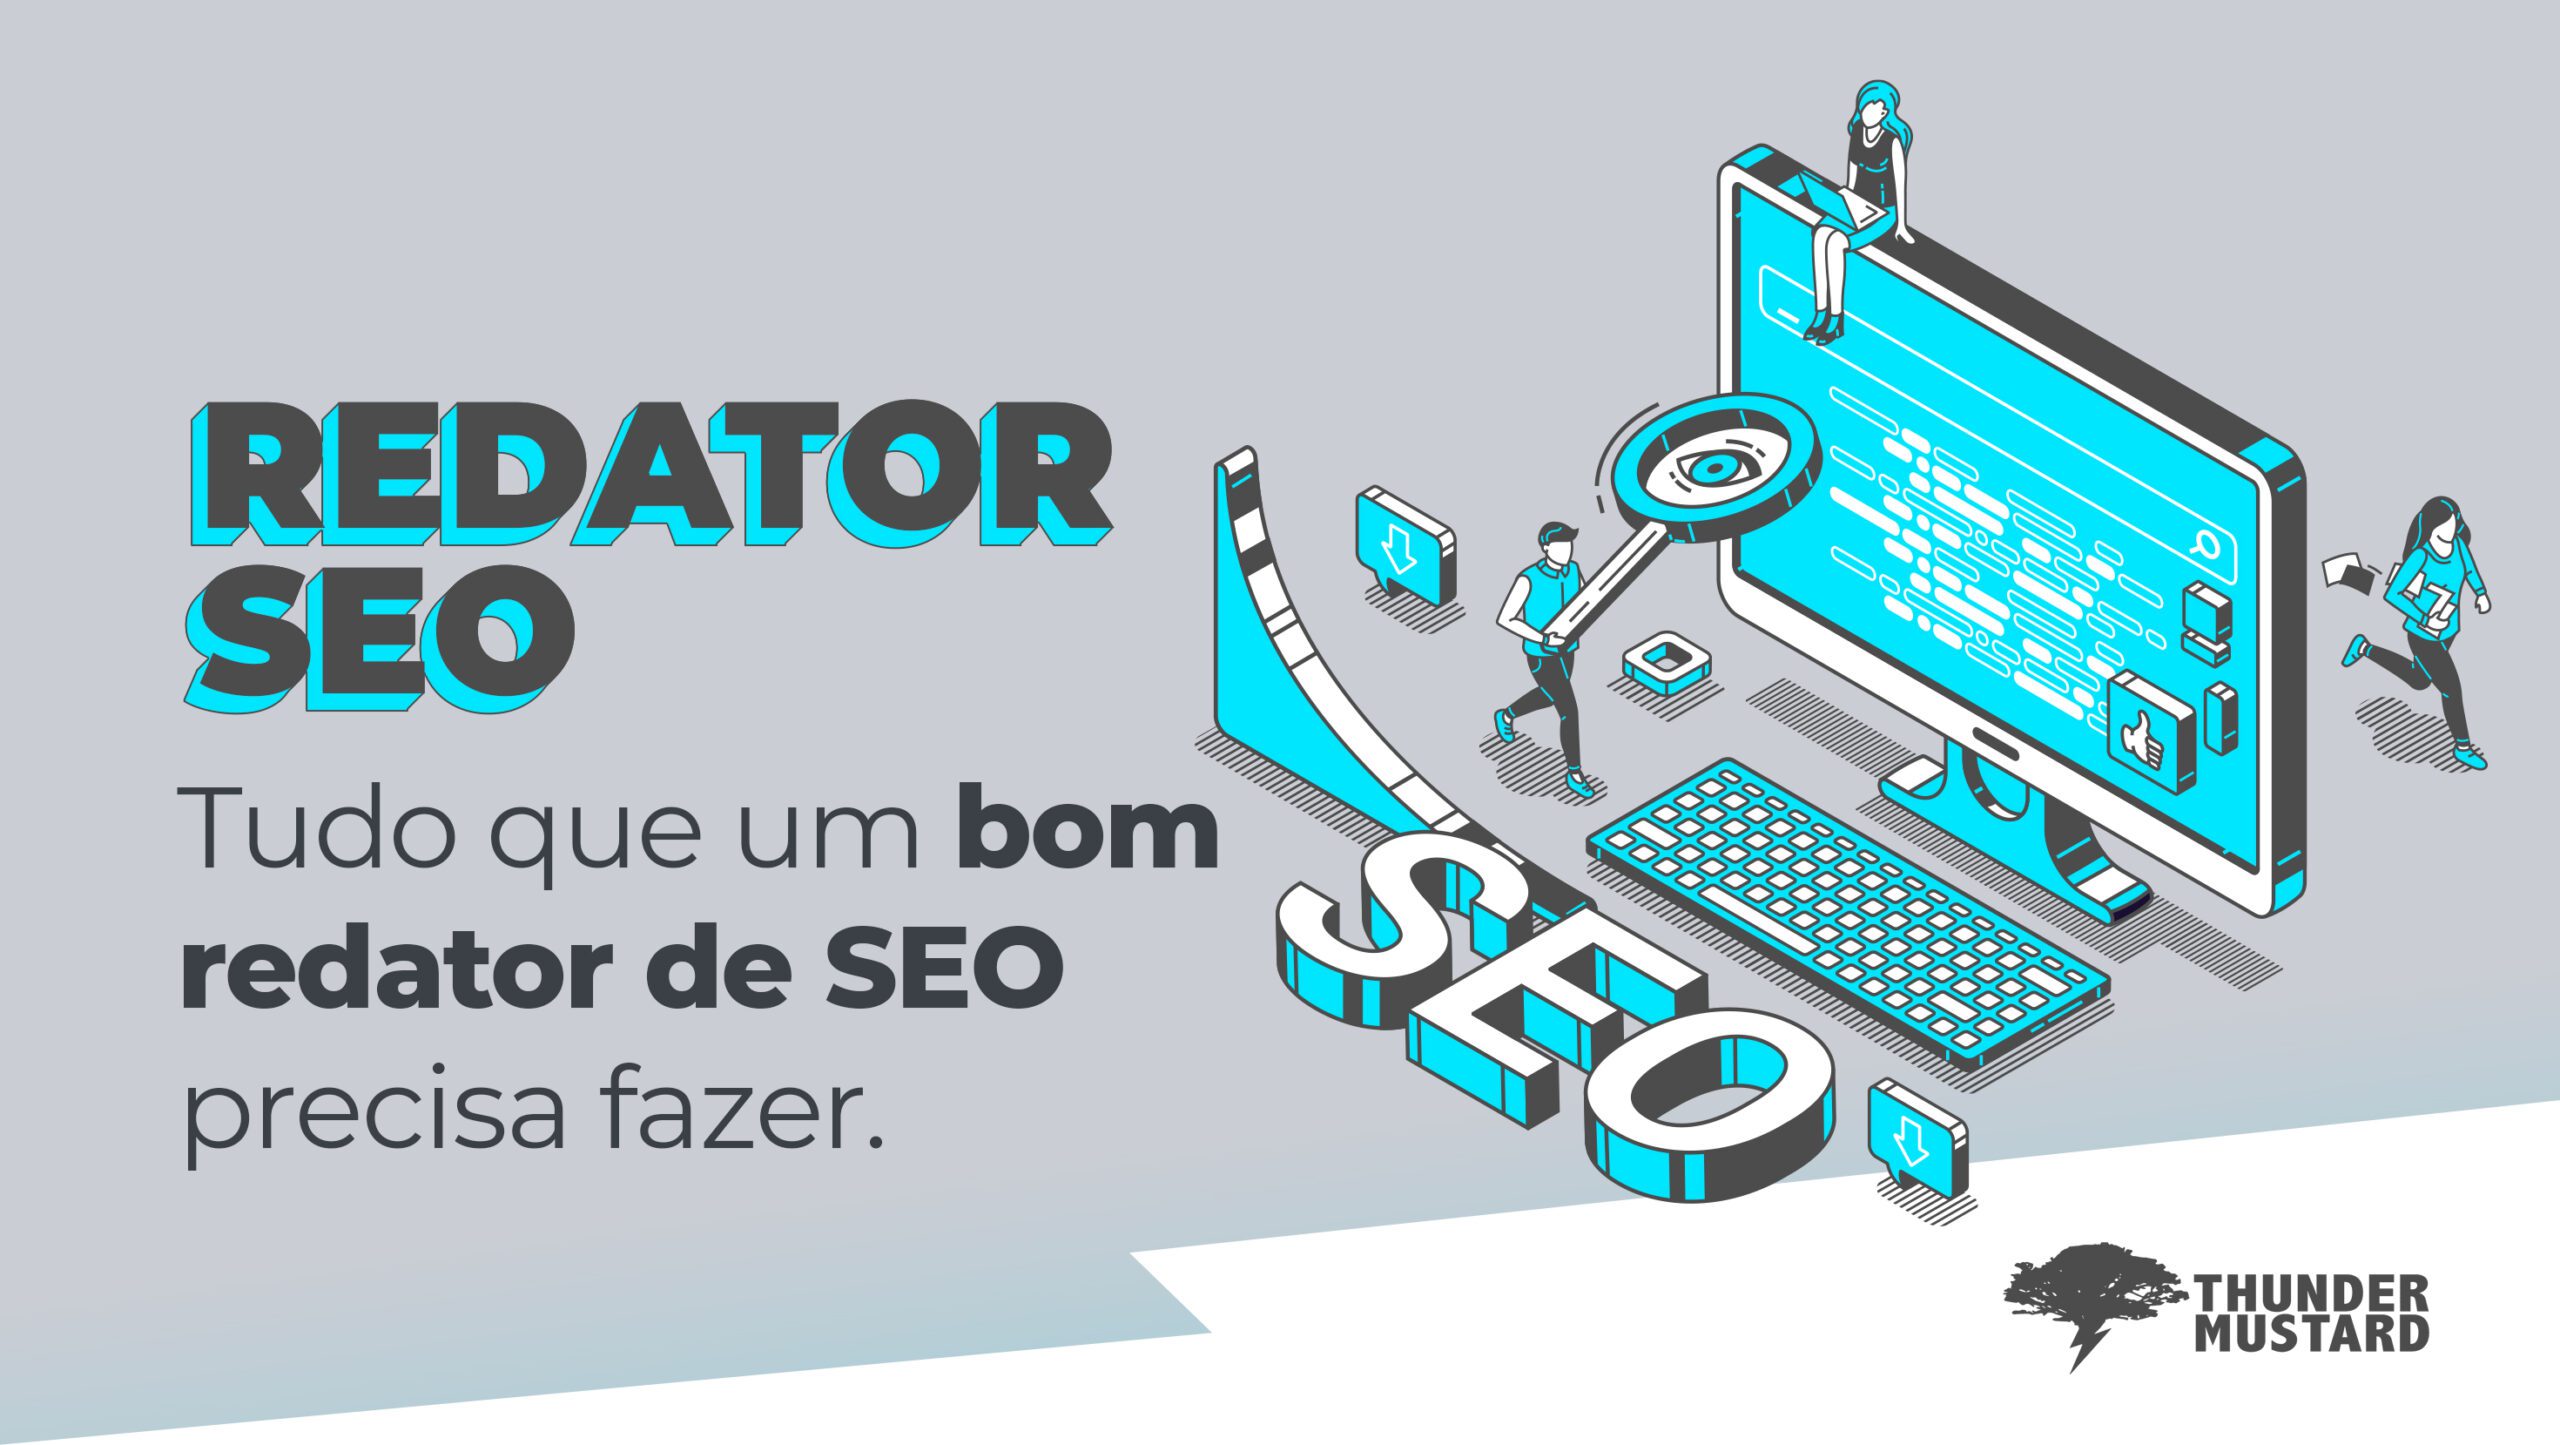 REDATOR
SEO
Tudo que um bom
redator de SEO
precisa fazer.
SEO
THUNDER
MUSTARD